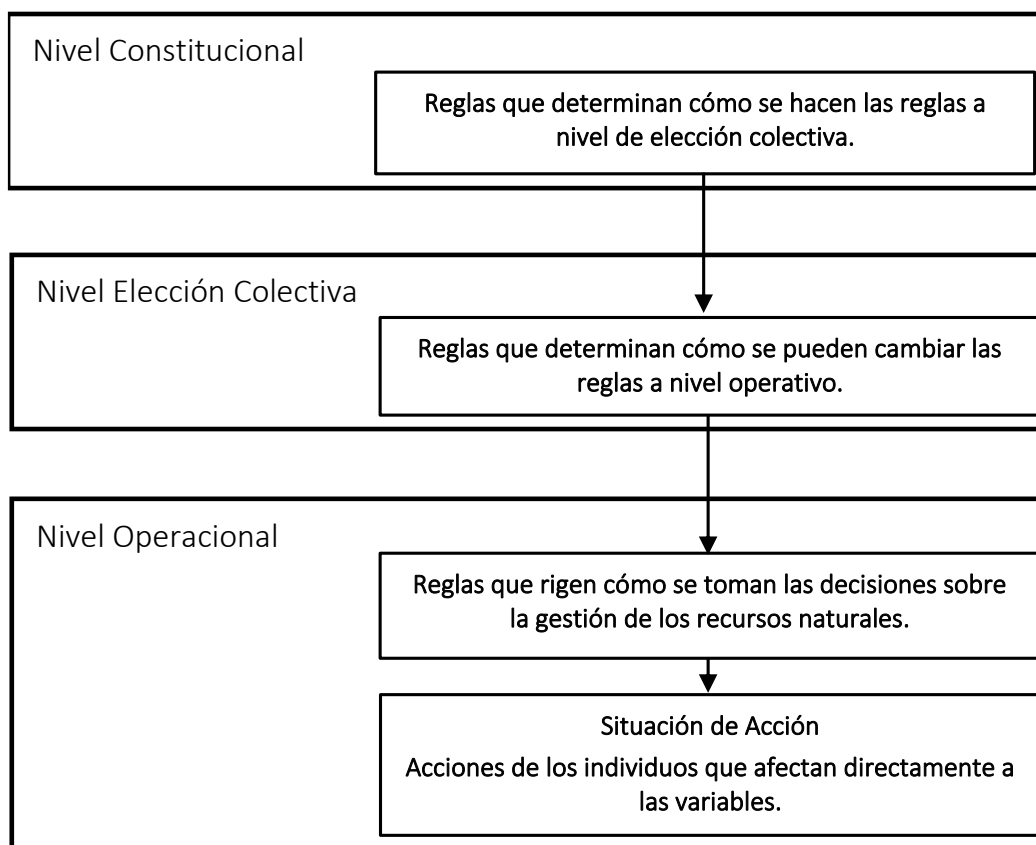 Nivel Constitucional
Reglas que determinan cómo se hacen las reglas a
nivel de elección colectiva.
Nivel Elección Colectiva
Reglas que determinan cómo se pueden cambiar las
reglas a nivel operativo.
Nivel Operacional
Reglas que rigen cómo se toman las decisiones sobre
la gestión de los recursos naturales.
Situación de Acción
Acciones de los individuos que afectan directamente a
las variables.